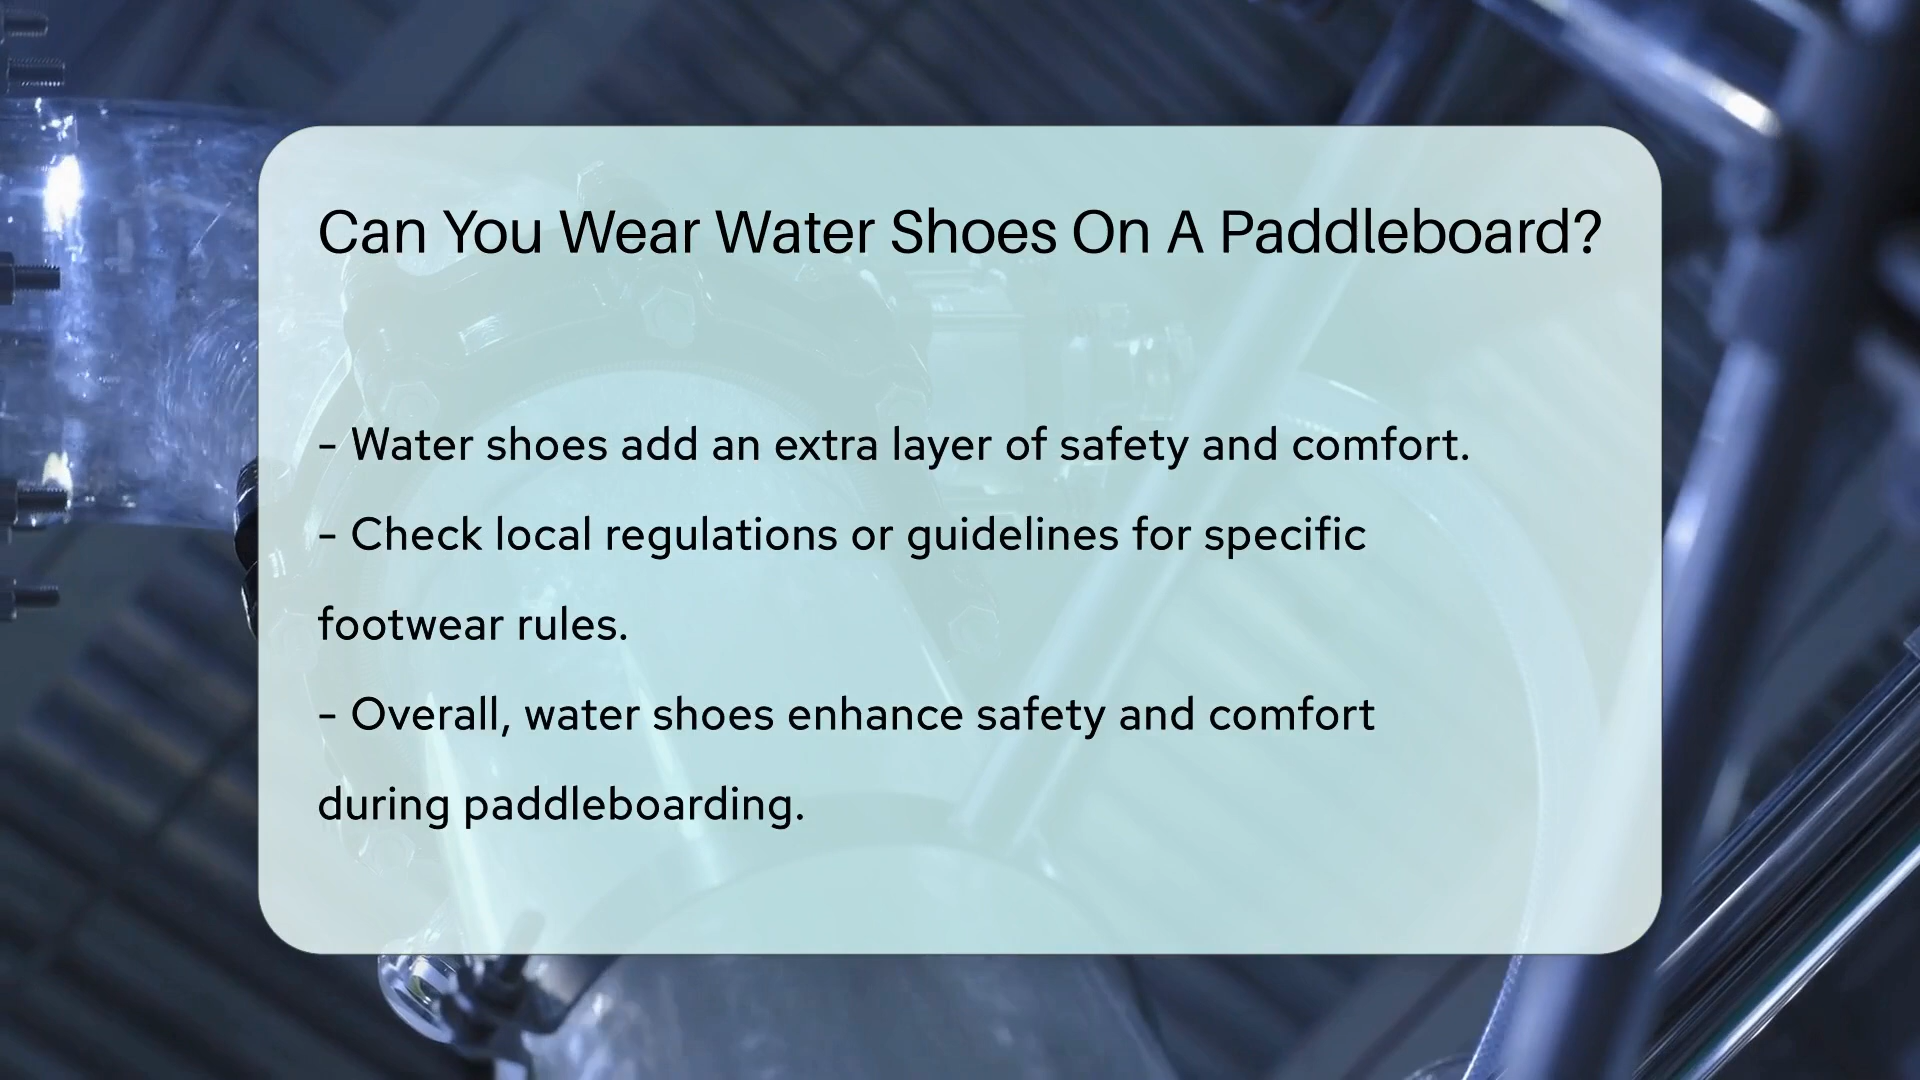 Can You Wear Water Shoes On A Paddleboard?
- Water shoes add an extra layer of safety and comfort.
- Check local regulations or guidelines for specific
footwear rules.
- Overall, water shoes enhance safety and comfort
during paddleboarding.